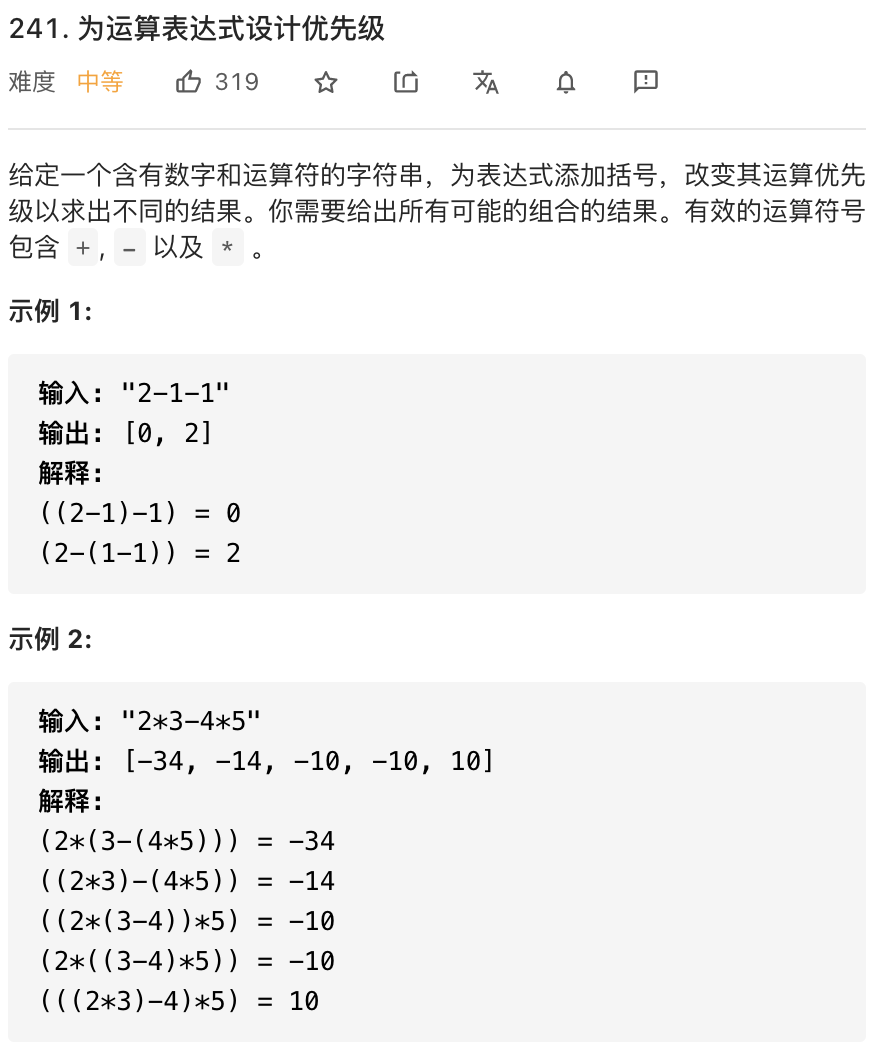 241. 为运算表达式设计优先级
难度 中等 319
给定一个含有数字和运算符的字符串，为表达式添加括号，改变其运算优先
级以求出不同的结果。你需要给出所有可能的组合的结果。有效的运算符号
包含 +, - 以及 * 。
示例 1:
输入: "2-1-1"
输出: [0, 2]
解释:
((2-1)-1) = 0
(2-(1-1)) = 2
示例 2:
输入: "2*3-4*5"
输出: [-34, -14, -10, -10, 10]
解释:
(2*(3-(4*5))) = -34
((2*3)-(4*5)) = -14
((2*(3-4))*5) = -10
(2*((3-4)*5)) = -10
(((2*3)-4)*5) = 10